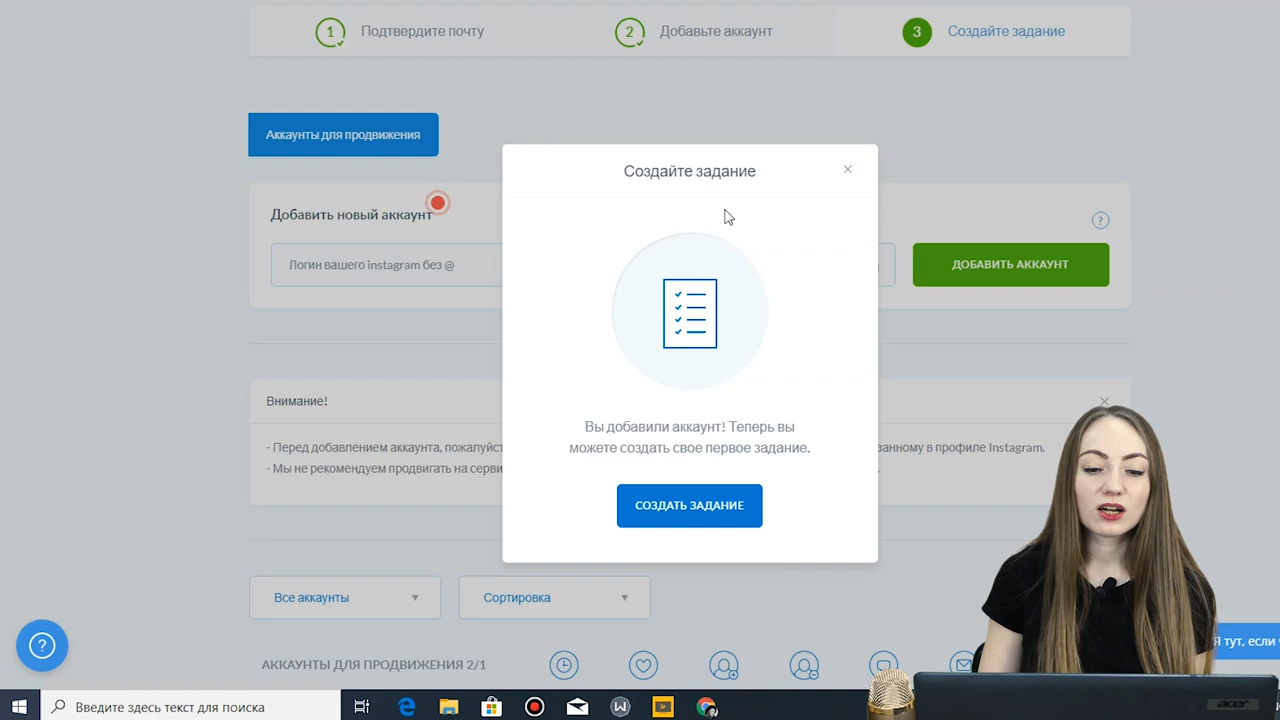 1 Подтвердите почту
2 Добавьте аккаунт
3 Создайте задание
Аккаунты для продвижения
Создайте задание
Добавить новый аккаунт
?
Логин вашего instagram без @
ДОБАВИТЬ АККАУНТ
Внимание!
- Перед добавлением аккаунта, пожалуйст
анному в профиле Instagram.
- Мы не рекомендуем продвигать на серви
Вы добавили аккаунт! Теперь вы
можете создать свое первое задание.
СОЗДАТЬ ЗАДАНИЕ
Все аккаунты
Сортировка
?
Я тут, если
АККАУНТЫ ДЛЯ ПРОДВИЖЕНИЯ 2/1
Введите здесь текст для поиска
acer